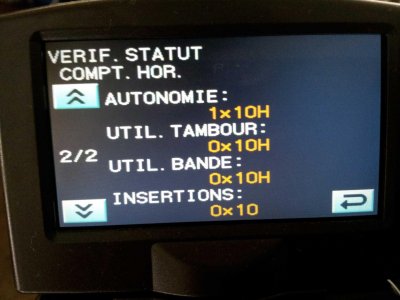 VERIF. STATUT
COMPT. HOR.
AUTONOMIE:
1x10H
UTIL. TAMBOUR:
0x10H
2/2
UTIL. BANDE:
0x10H
INSERTIONS:
0x10